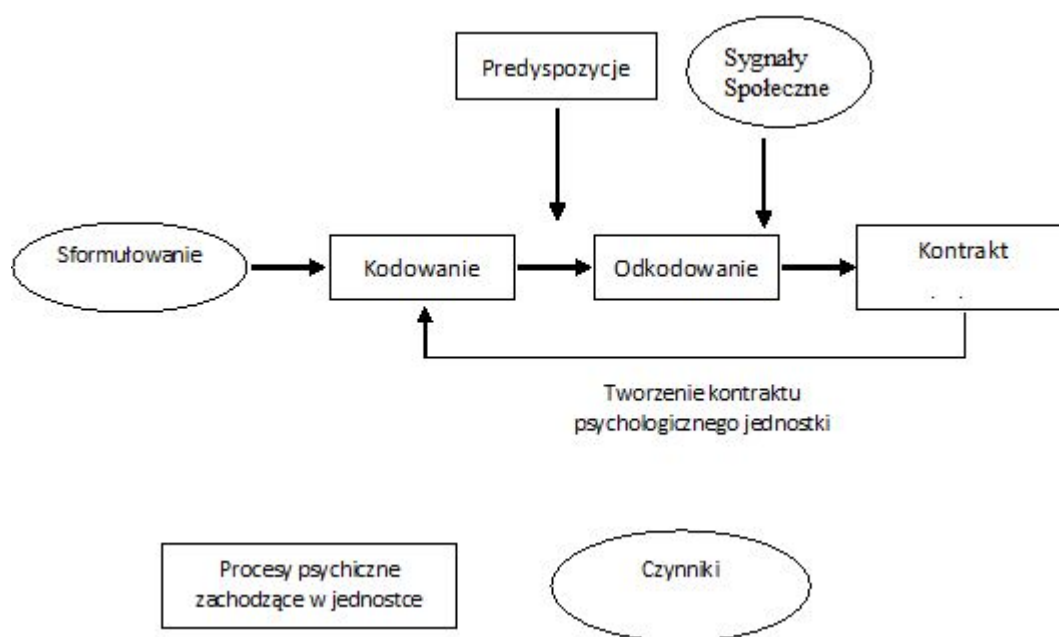 Predyspozycje
Sygnały
Społeczne
Sformułowanie
Kodowanie
Odkodowanie
Kontrakt
Tworzenie kontraktu
psychologicznego jednostki
Procesy psychiczne
zachodzące w jednostce
Czynniki